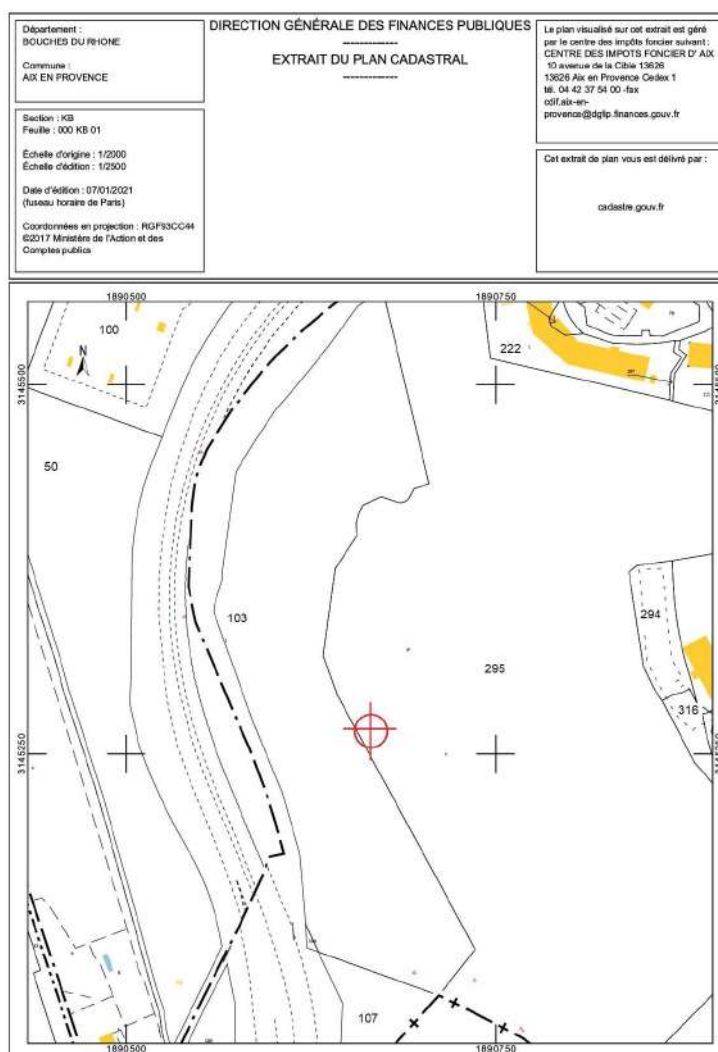 Département :
BOUCHES DU RHONE
Commune :
AIX EN PROVENCE
Section : KB
Feuille : 000 KB 01
Échelle d'origine : 1/2000
Échelle d'édition : 1/2500
Date d'édition : 07/01/2021
(fuseau horaire de Paris)
Coordonnées en projection : RGF93CC44
©2017 Ministère de l'Action et des
Comptes publics
DIRECTION GÉNÉRALE DES FINANCES PUBLIQUES
-------------
EXTRAIT DU PLAN CADASTRAL
-------------
Le plan visualisé sur cet extrait est géré
par le centre des impôts foncier suivant :
CENTRE DES IMPOTS FONCIER D' AIX
10 avenue de la Cible 13626
13626 Aix en Provence Cedex 1
tél. 04 42 37 54 00 -fax
cdif.aix-en-
provence@dgfip.finances.gouv.fr
Cet extrait de plan vous est délivré par :
cadastre.gouv.fr
1890500
1890750
100
N
222
3145500
3145500
50
103
294
295
316
3145250
3145250
107
1890500
1890750